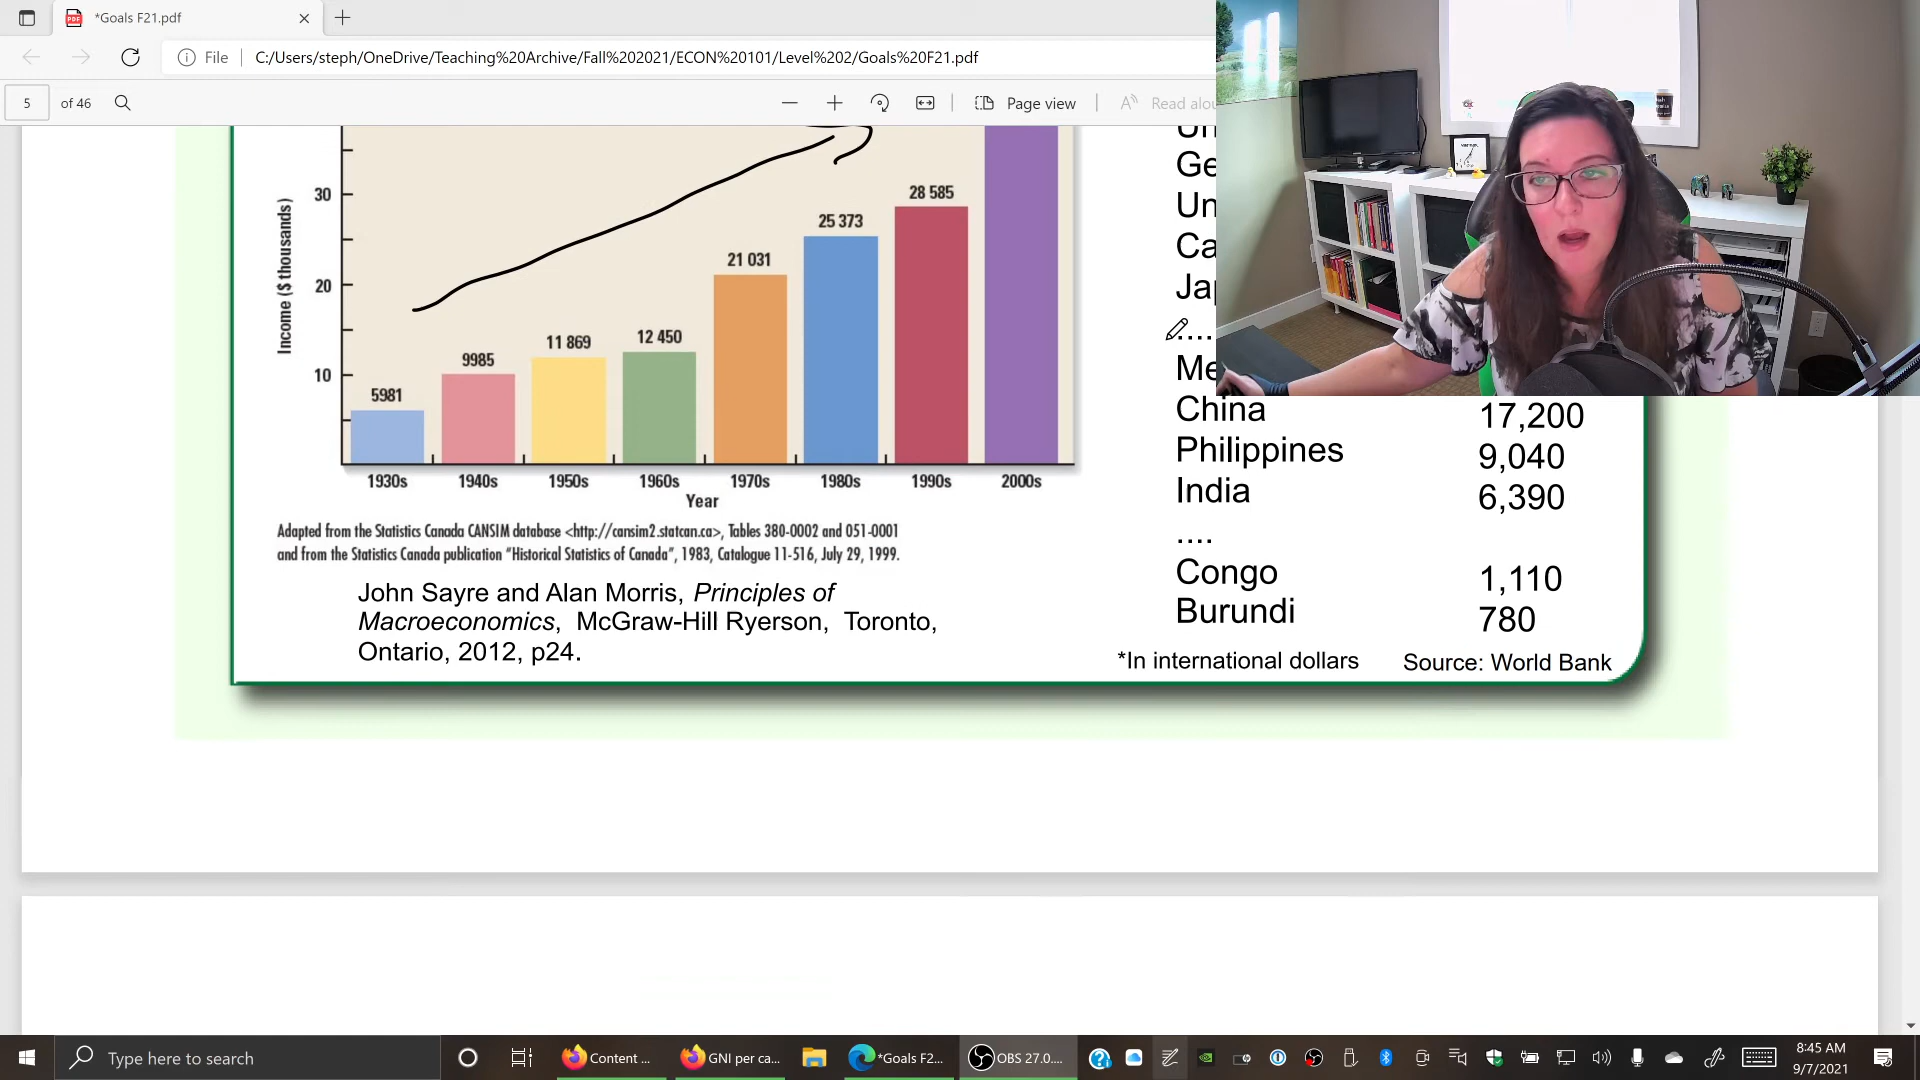 *Goals F21.pdf
File
C:/Users/steph/OneDrive/Teaching%20Archive/Fall%202021/ECON%20101/Level%202/Goals%20F21.pdf
5 of 46
Page view
Read alou
Income ($ thousands)
30
20
10
5981
9985
11 869
12 450
21 031
25 373
28 585
1930s 1940s 1950s 1960s 1970s 1980s 1990s 2000s
Year
Adapted from the Statistics Canada CANSIM database <http://cansim2.statcan.ca>, Tables 380-0002 and 051-0001
and from the Statistics Canada publication "Historical Statistics of Canada", 1983, Catalogue 11-516, July 29, 1999.
John Sayre and Alan Morris, Principles of
Macroeconomics, McGraw-Hill Ryerson, Toronto,
Ontario, 2012, p24.
Un
Ge
Un
Ca
Jap
....
Me
China 17,200
Philippines 9,040
India 6,390
....
Congo 1,110
Burundi 780
*In international dollars Source: World Bank
Type here to search
Content ...
GNI per ca...
*Goals F2...
OBS 27.0....
8:45 AM
9/7/2021